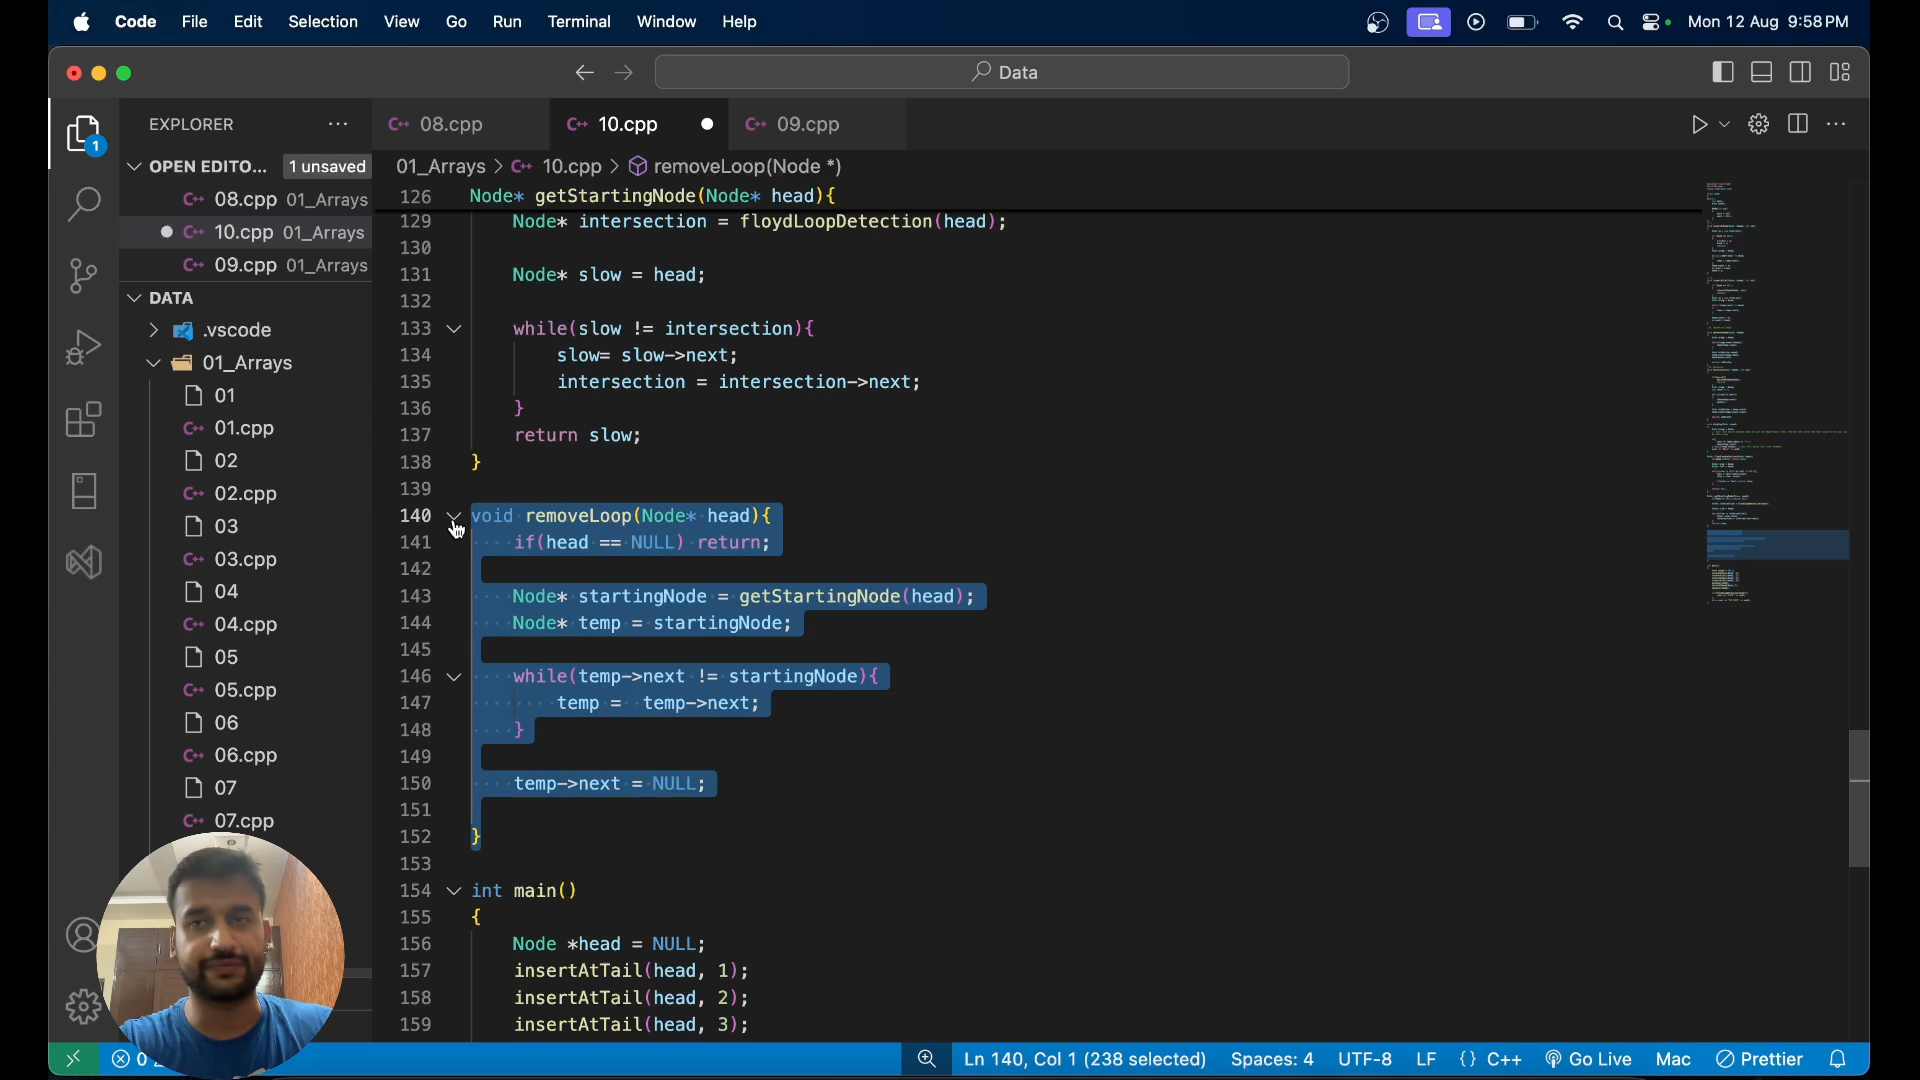 Code File Edit Selection View Go Run Terminal Window Help Mon 12 Aug 9:58 PM
Data
EXPLORER
1
OPEN EDITO... 1 unsaved
C++ 08.cpp 01_Arrays
C++ 10.cpp 01_Arrays
C++ 09.cpp 01_Arrays
DATA
.vscode
01_Arrays
01
C++ 01.cpp
02
C++ 02.cpp
03
C++ 03.cpp
04
C++ 04.cpp
05
C++ 05.cpp
06
C++ 06.cpp
07
C++ 07.cpp
C++ 08.cpp C++ 10.cpp C++ 09.cpp
01_Arrays > C++ 10.cpp > removeLoop(Node *)
126 Node* getStartingNode(Node* head){
129 Node* intersection = floydLoopDetection(head);
130
131 Node* slow = head;
132
133 while(slow != intersection){
134 slow= slow->next;
135 intersection = intersection->next;
136 }
137 return slow;
138 }
139
140 void removeLoop(Node* head){
141 if(head == NULL) return;
142
143 Node* startingNode = getStartingNode(head);
144 Node* temp = startingNode;
145
146 while(temp->next != startingNode){
147 temp =  temp->next;
148 }
149
150 temp->next = NULL;
151
152 }
153
154 int main()
155 {
156 Node *head = NULL;
157 insertAtTail(head, 1);
158 insertAtTail(head, 2);
159 insertAtTail(head, 3);
0 Ln 140, Col 1 (238 selected) Spaces: 4 UTF-8 LF {} C++ Go Live Mac Prettier